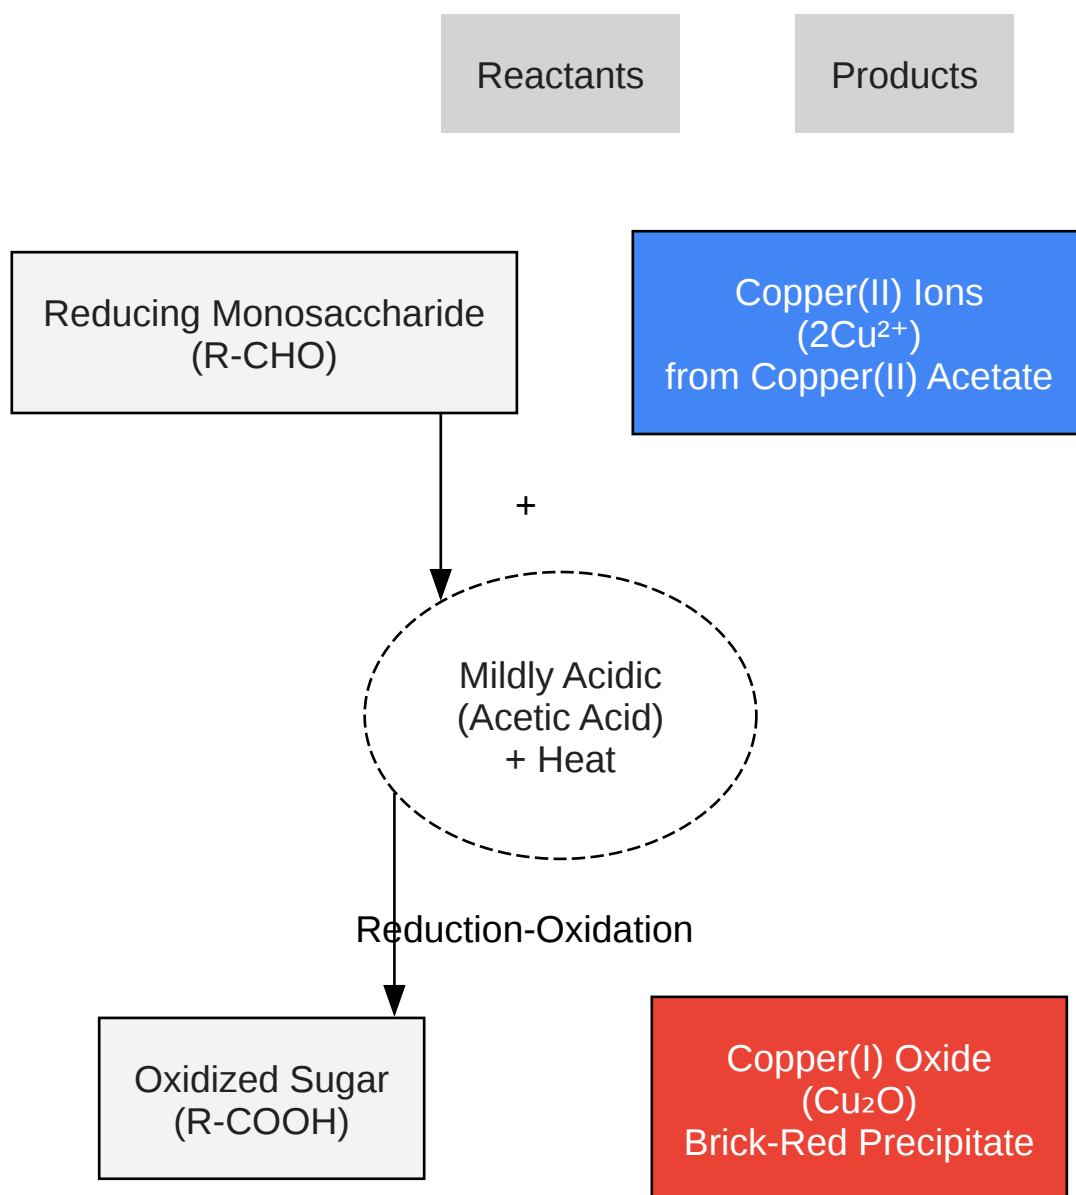 Reactants
Products
Reducing Monosaccharide
(R-CHO)
Copper(II) Ions
(2Cu²⁺)
from Copper(II) Acetate
+
Mildly Acidic
(Acetic Acid)
+ Heat
Reduction-Oxidation
Oxidized Sugar
(R-COOH)
Copper(I) Oxide
(Cu₂O)
Brick-Red Precipitate